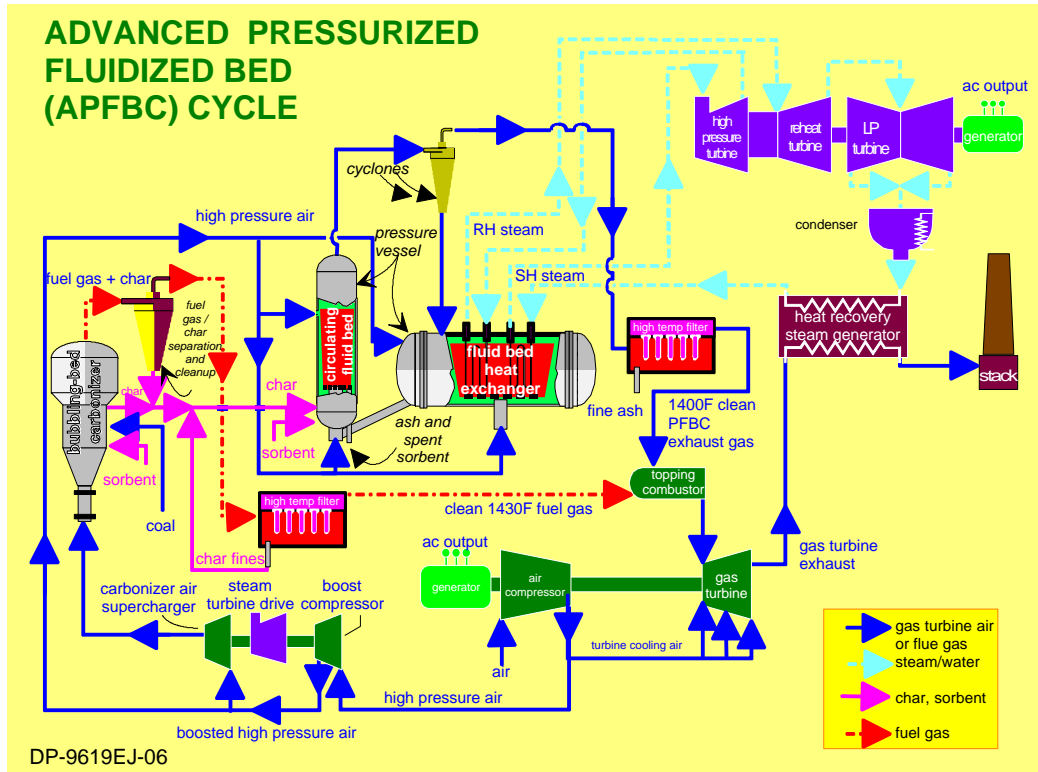 ADVANCED PRESSURIZED
FLUIDIZED BED
(APFBC) CYCLE
ac output
high
pressure
turbine
reheat
turbine
LP
turbine
generator
cyclones
high pressure air
pressure
vessel
RH steam
SH steam
condenser
fuel gas + char
fuel
gas /
char
separation
and
cleanup
circulating
fluid bed
fluid bed
heat
exchanger
high temp filter
heat recovery
steam generator
stack
bubbling-bed
carbonizer
char
char
sorbent
sorbent
ash and
spent
sorbent
fine ash
1400F clean
PFBC
exhaust gas
topping
combustor
high temp filter
clean 1430F fuel gas
coal
char fines
ac output
generator
air
compressor
gas
turbine
gas turbine
exhaust
carbonizer air
supercharger
steam
turbine drive
boost
compressor
air
turbine cooling air
high pressure air
boosted high pressure air
gas turbine air
or flue gas
steam/water
char, sorbent
fuel gas
DP-9619EJ-06